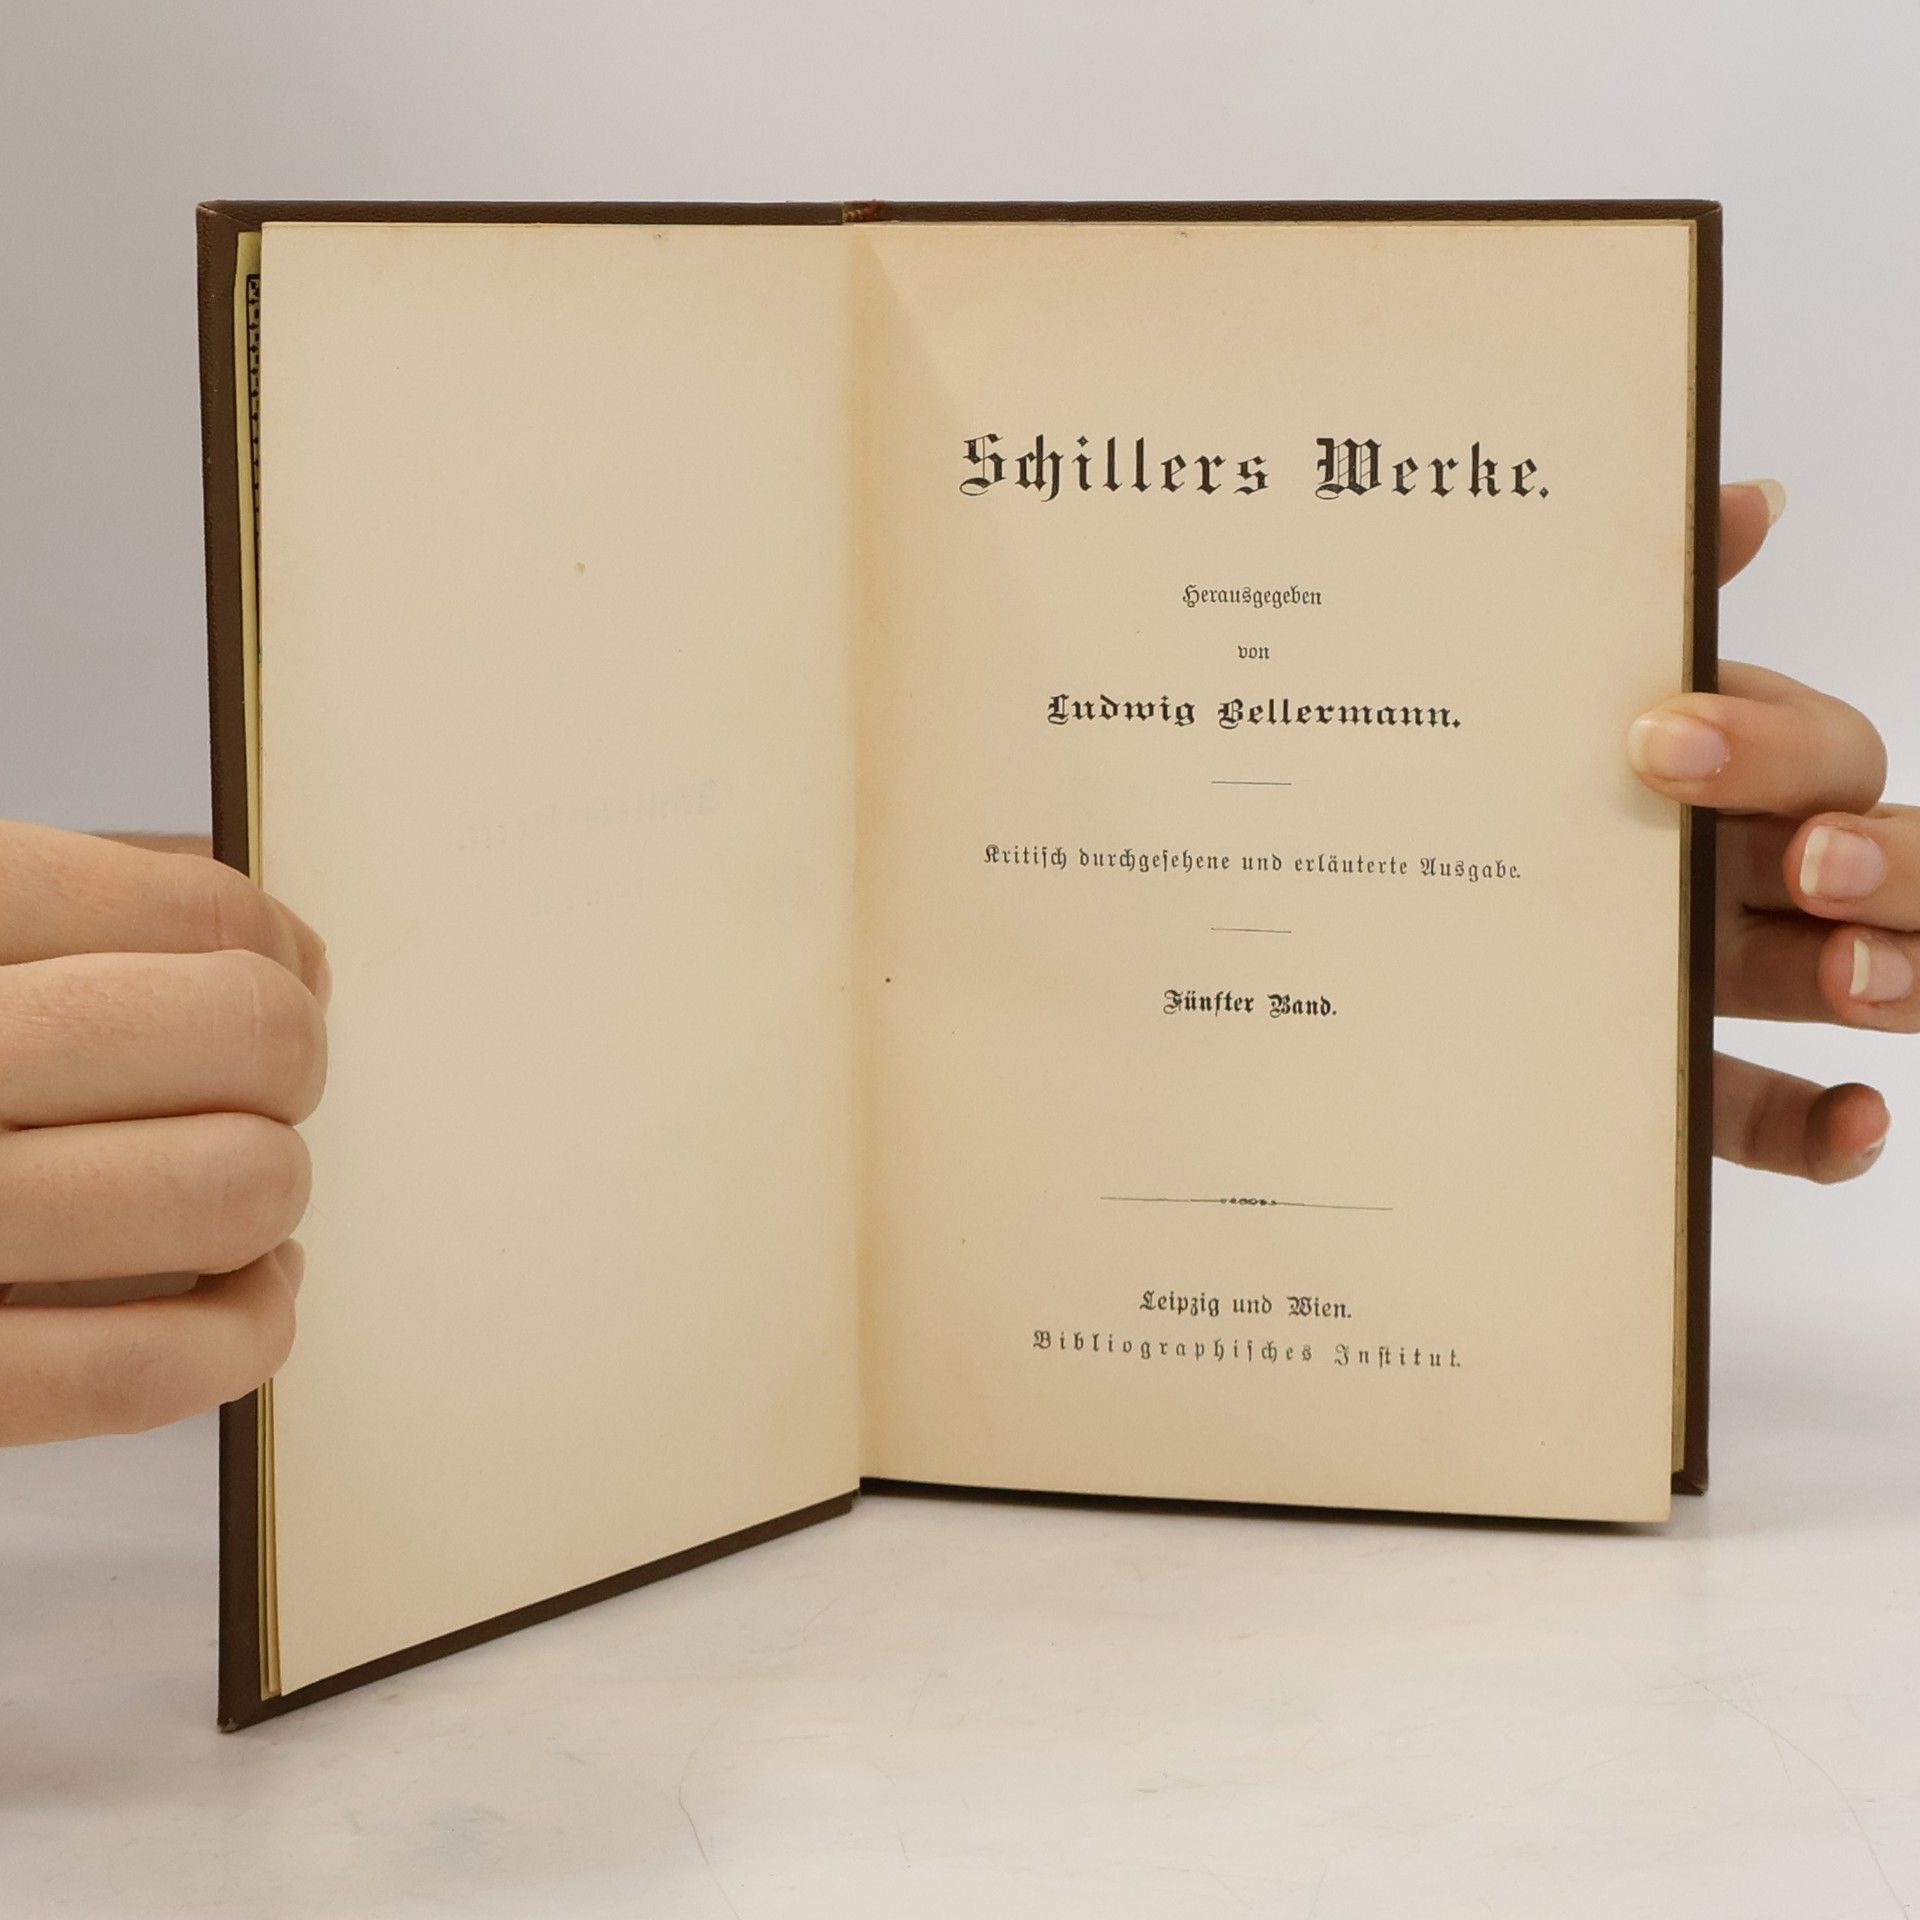 Schillers Werke.
Herausgegeben
von
Ludwig Bellermann.
Kritisch durchgesehene und erläuterte Ausgabe.
Fünfter Band.
Leipzig und Wien.
Bibliographisches Institut.